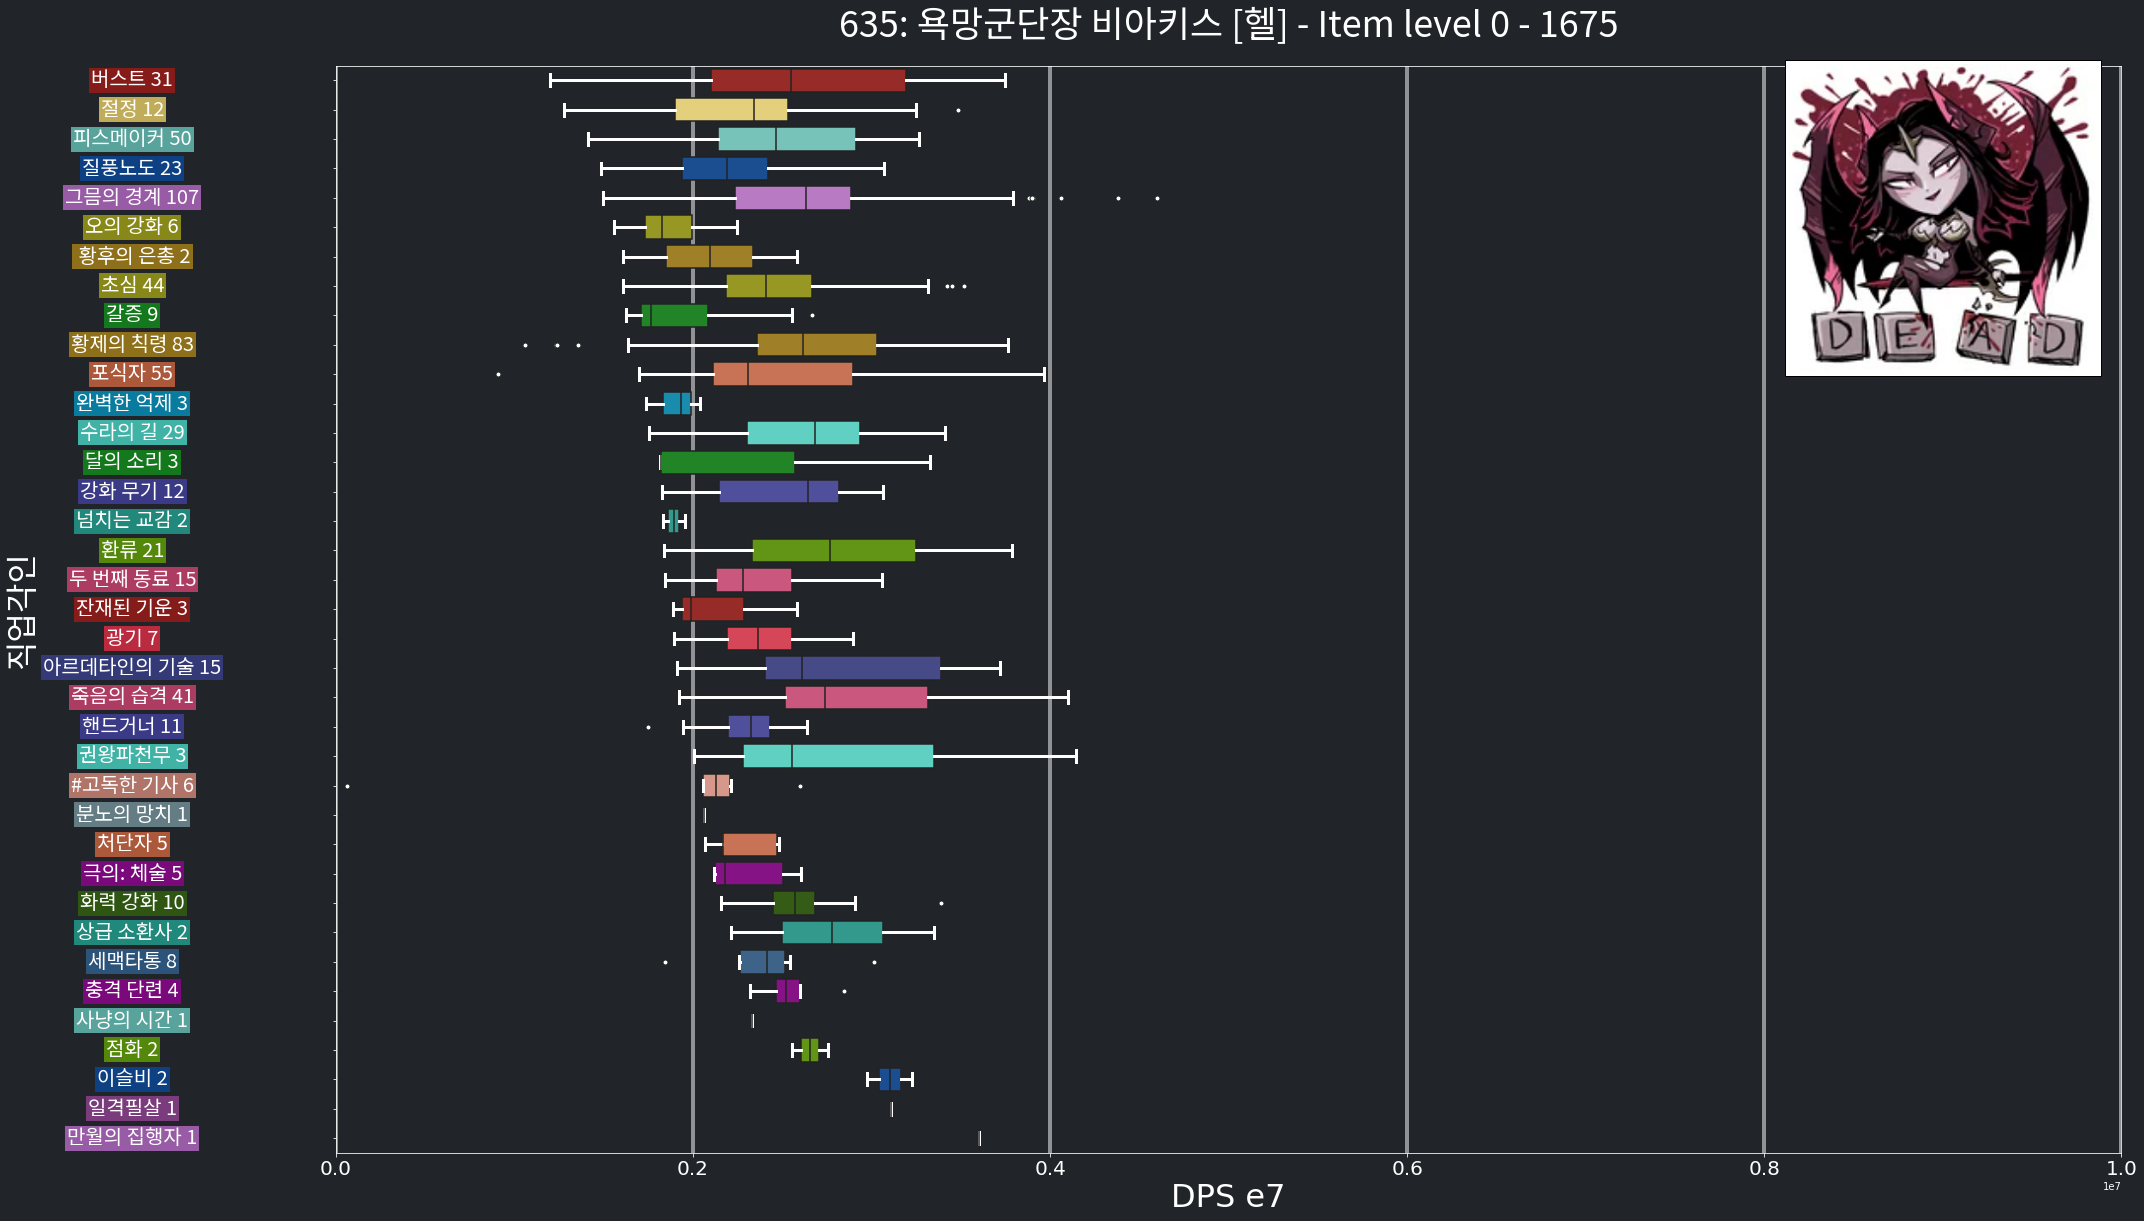 635: 욕망군단장 비아키스 [헬] - Item level 0 - 1675
직업각인
버스트 31
절정 12
피스메이커 50
질풍노도 23
그믐의 경계 107
오의 강화 6
황후의 은총 2
초심 44
갈증 9
황제의 칙령 83
포식자 55
완벽한 억제 3
수라의 길 29
달의 소리 3
강화 무기 12
넘치는 교감 2
환류 21
두 번째 동료 15
잔재된 기운 3
광기 7
아르데타인의 기술 15
죽음의 습격 41
핸드거너 11
권왕파천무 3
#고독한 기사 6
분노의 망치 1
처단자 5
극의: 체술 5
화력 강화 10
상급 소환사 2
세맥타통 8
충격 단련 4
사냥의 시간 1
점화 2
이슬비 2
일격필살 1
만월의 집행자 1
D E A D
0.0 0.2 0.4 0.6 0.8 1.0
1e7
DPS e7